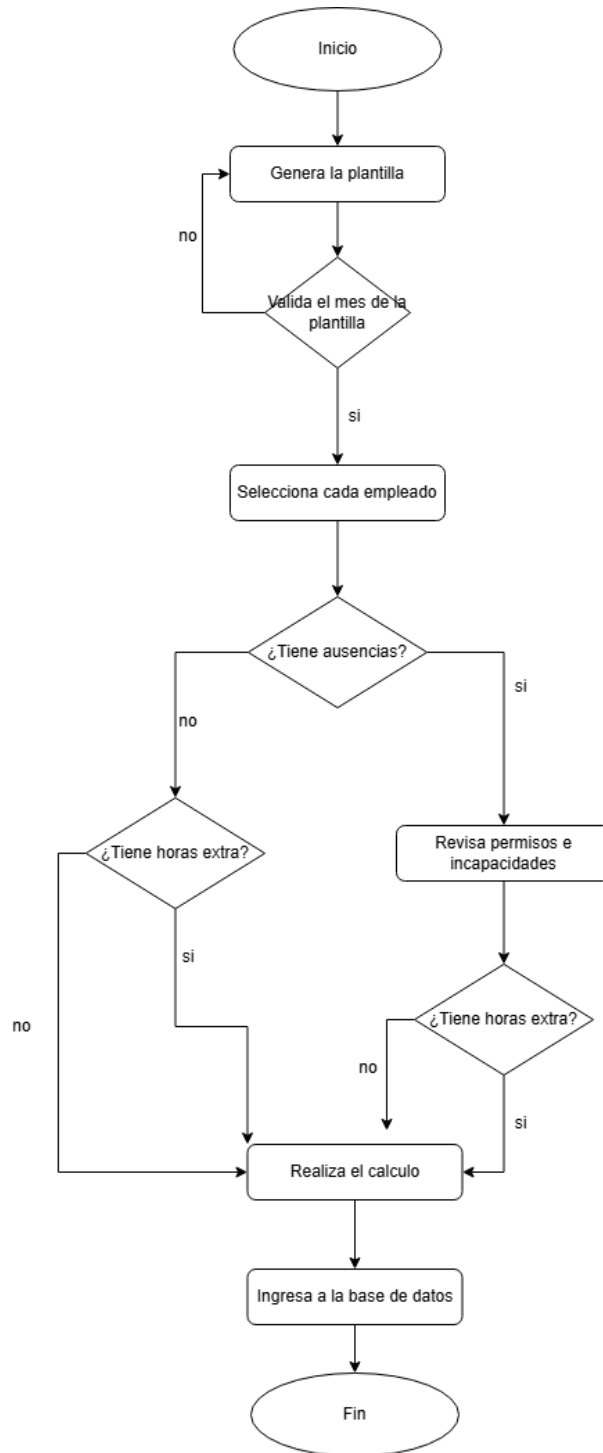 Inicio
Genera la plantilla
no
Valida el mes de la
plantilla
si
Selecciona cada empleado
¿Tiene ausencias?
si
no
¿Tiene horas extra?
Revisa permisos e
incapacidades
si
¿Tiene horas extra?
no
no
si
Realiza el calculo
Ingresa a la base de datos
Fin